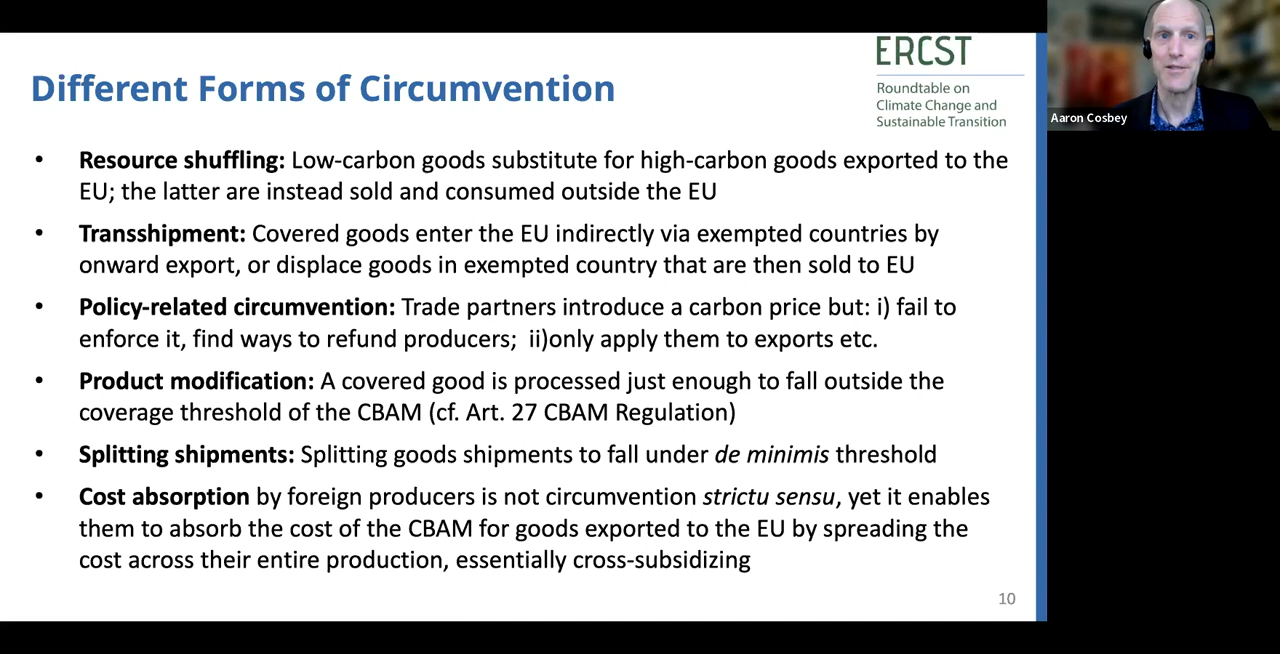 ERCST
Roundtable on
Climate Change and
Sustainable Transition
Aaron Cosbey
Different Forms of Circumvention
• Resource shuffling: Low-carbon goods substitute for high-carbon goods exported to the
EU; the latter are instead sold and consumed outside the EU
• Transshipment: Covered goods enter the EU indirectly via exempted countries by
onward export, or displace goods in exempted country that are then sold to EU
• Policy-related circumvention: Trade partners introduce a carbon price but: i) fail to
enforce it, find ways to refund producers;  ii)only apply them to exports etc.
• Product modification: A covered good is processed just enough to fall outside the
coverage threshold of the CBAM (cf. Art. 27 CBAM Regulation)
• Splitting shipments: Splitting goods shipments to fall under de minimis threshold
• Cost absorption by foreign producers is not circumvention strictu sensu, yet it enables
them to absorb the cost of the CBAM for goods exported to the EU by spreading the
cost across their entire production, essentially cross-subsidizing
10